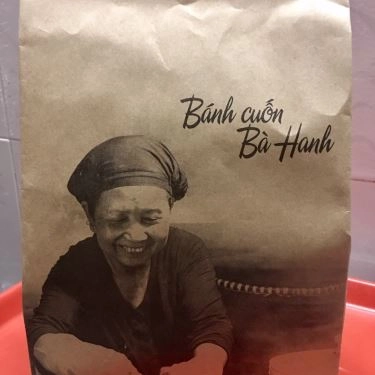 Bánh cuốn
Bà Hanh